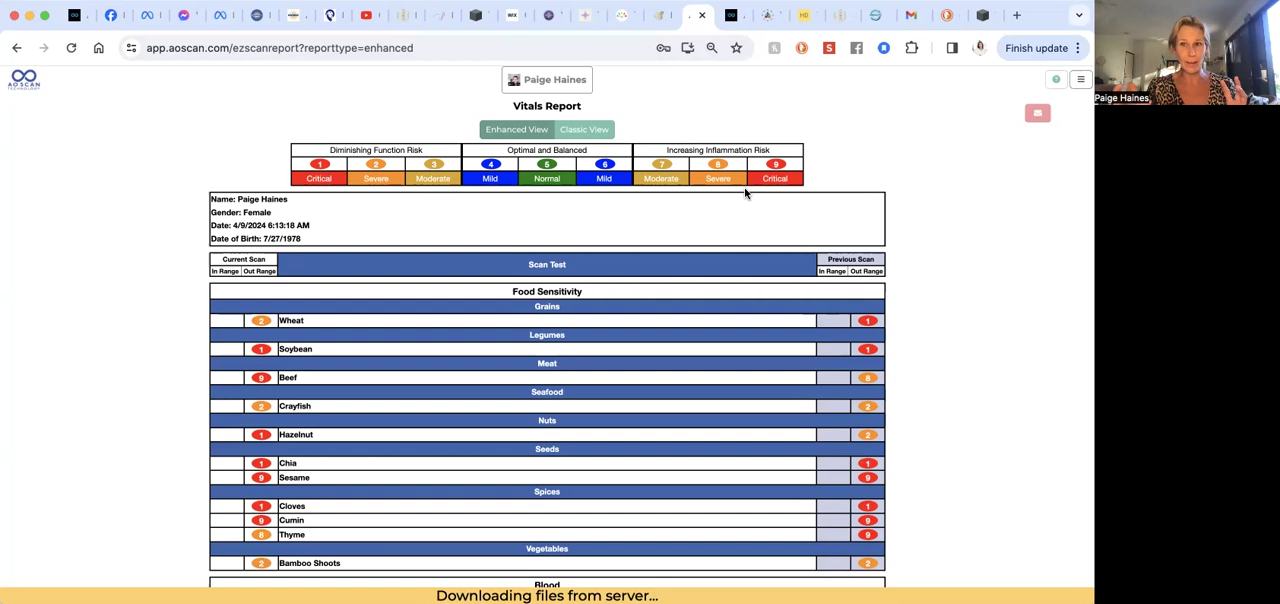 app.aoscan.com/ezscanreport?reporttype=enhanced
Finish update
AO SCAN
TECHNOLOGY
Paige Haines
Paige Haines
Vitals Report
Enhanced View Classic View
Diminishing Function Risk Optimal and Balanced Increasing Inflammation Risk
1 2 3 4 5 6 7 8 9
Critical Severe Moderate Mild Normal Mild Moderate Severe Critical
Name: Paige Haines
Gender: Female
Date: 4/9/2024 6:13:18 AM
Date of Birth: 7/27/1978
Current Scan Scan Test Previous Scan
In Range Out Range In Range Out Range
Food Sensitivity
Grains
2 Wheat 1
Legumes
1 Soybean 1
Meat
9 Beef 8
Seafood
2 Crayfish 2
Nuts
1 Hazelnut 2
Seeds
1 Chia 1
9 Sesame 9
Spices
1 Cloves 1
9 Cumin 9
8 Thyme 9
Vegetables
2 Bamboo Shoots 2
Blood
Downloading files from server...